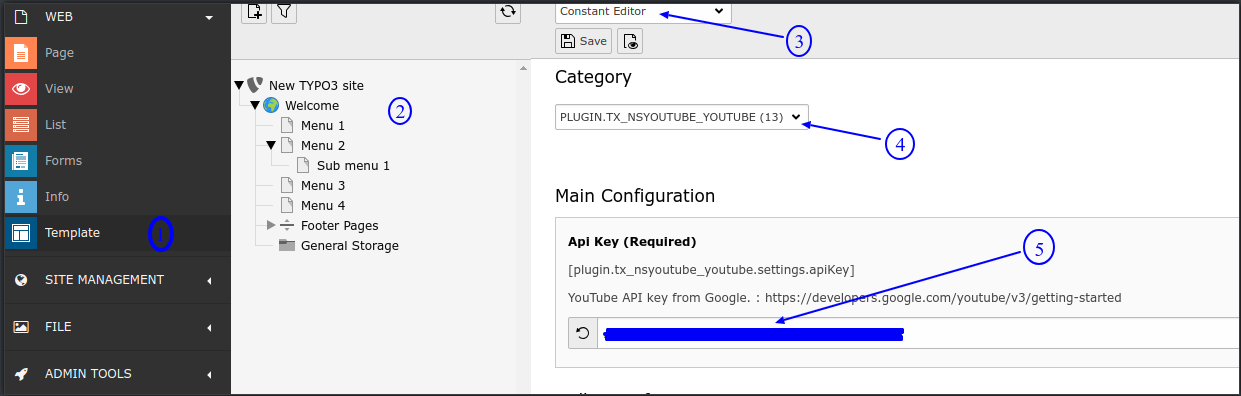 WEB
Page
View
List
Forms
Info
Template
1
SITE MANAGEMENT
FILE
ADMIN TOOLS
New TYPO3 site
Welcome
2
Menu 1
Menu 2
Sub menu 1
Menu 3
Menu 4
Footer Pages
General Storage
Constant Editor
3
Save
Category
PLUGIN.TX_NSYOUTUBE_YOUTUBE (13)
4
Main Configuration
Api Key (Required)
5
[plugin.tx_nsyoutube_youtube.settings.apiKey]
YouTube API key from Google. : https://developers.google.com/youtube/v3/getting-started